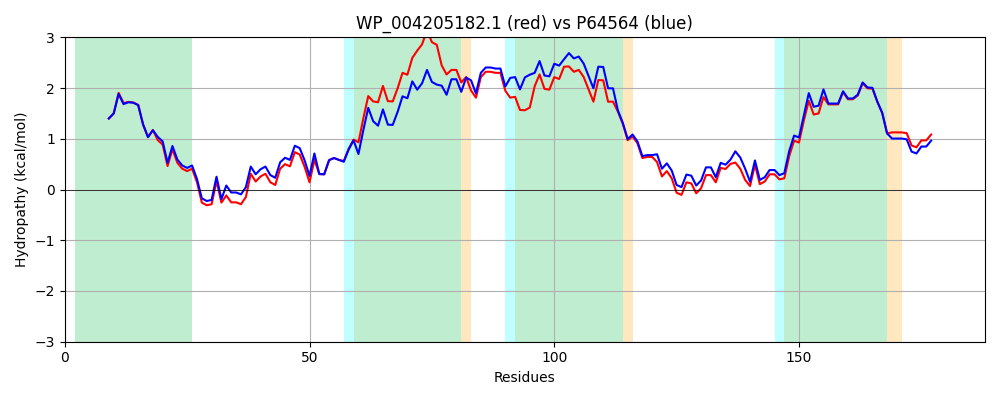 WP_004205182.1 (red) vs P64564 (blue)
Hydropathy (kcal/mol)
3
2
1
0
−1
−2
−3
0 50 100 150
Residues